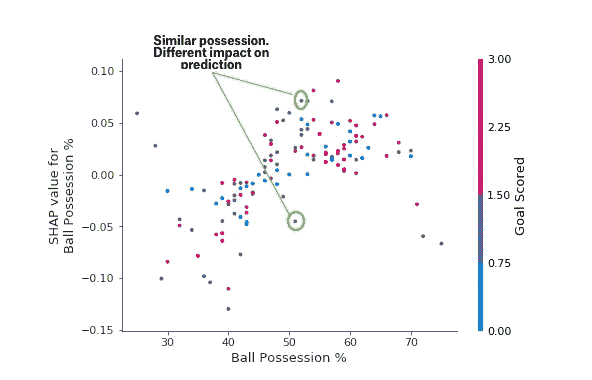 Similar possession.
Different impact on
prediction
0.10
0.05
0.00
−0.05
−0.10
−0.15
SHAP value for
Ball Possession %
30
40
50
60
70
Ball Possession %
3.00
2.25
1.50
0.75
0.00
Goal Scored